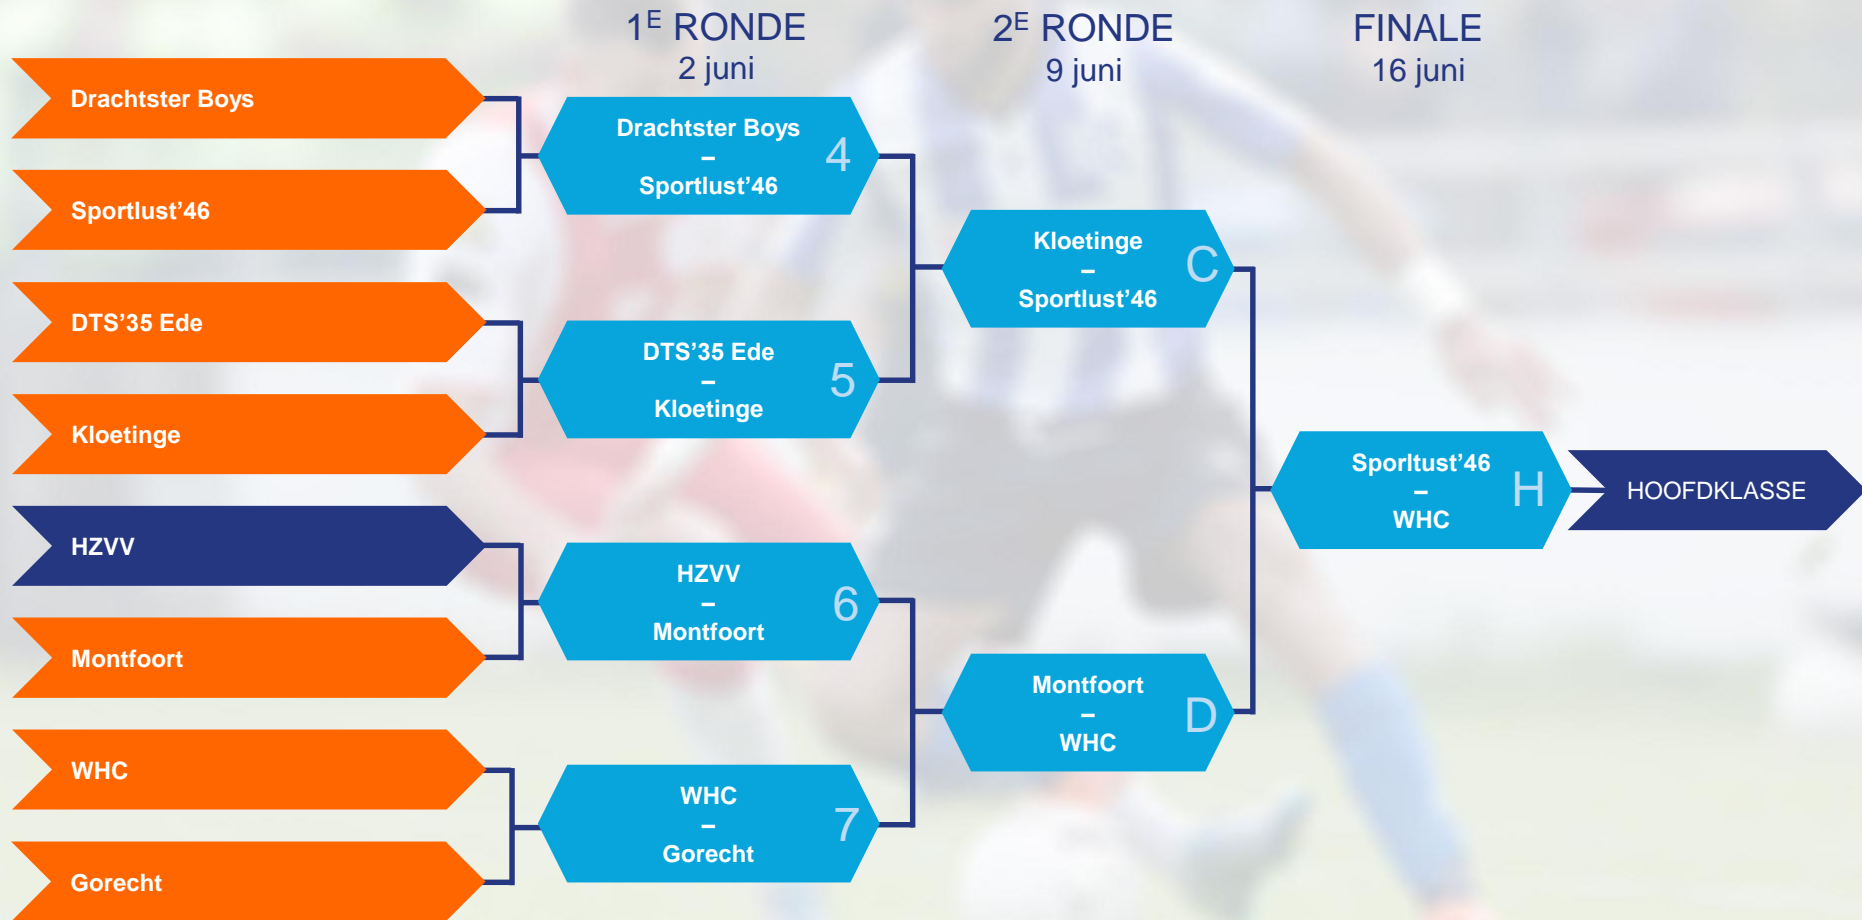 1E RONDE
2 juni
2E RONDE
9 juni
FINALE
16 juni
Drachtster Boys
Sportlust’46
DTS’35 Ede
Kloetinge
HZVV
Montfoort
WHC
Gorecht
Drachtster Boys
–
Sportlust’46
4
DTS’35 Ede
–
Kloetinge
5
HZVV
–
Montfoort
6
WHC
–
Gorecht
7
Kloetinge
–
Sportlust’46
C
Montfoort
–
WHC
D
Sporltust’46
–
WHC
H
HOOFDKLASSE